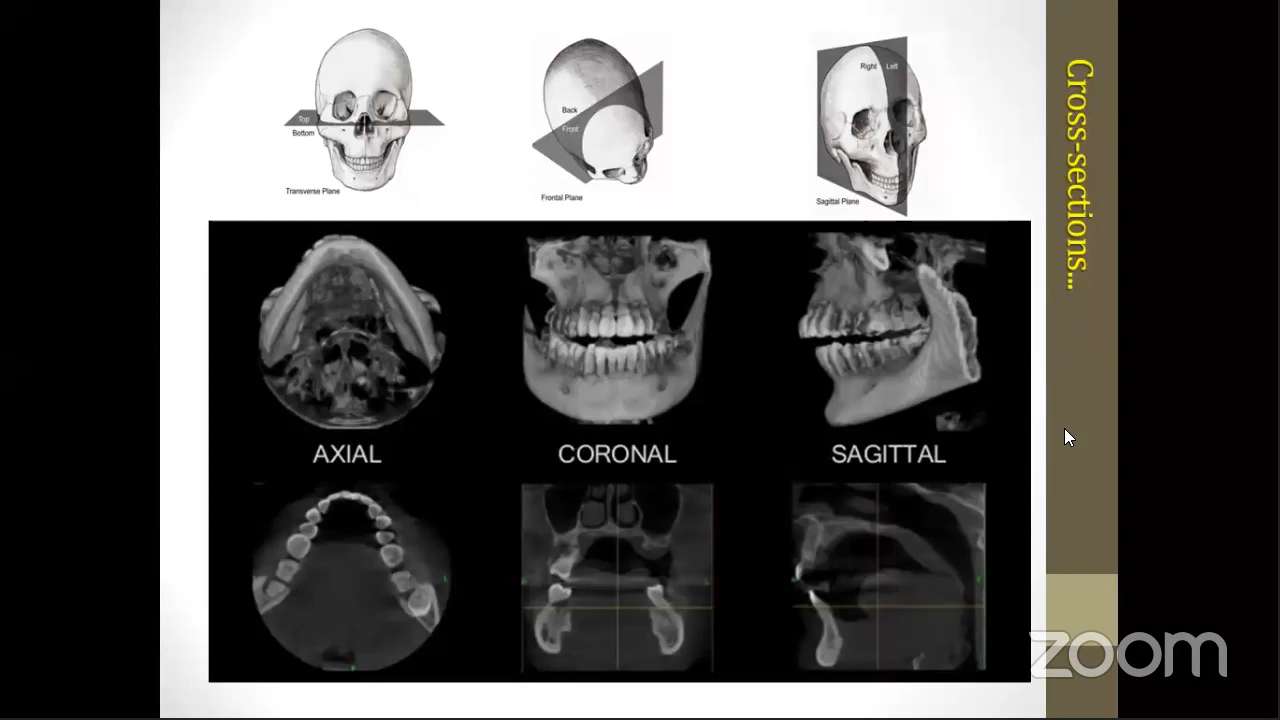 Cross-sections...
Top
Bottom
Transverse Plane
Back
Front
Frontal Plane
Right
Left
Sagittal Plane
AXIAL
CORONAL
SAGITTAL
zoom